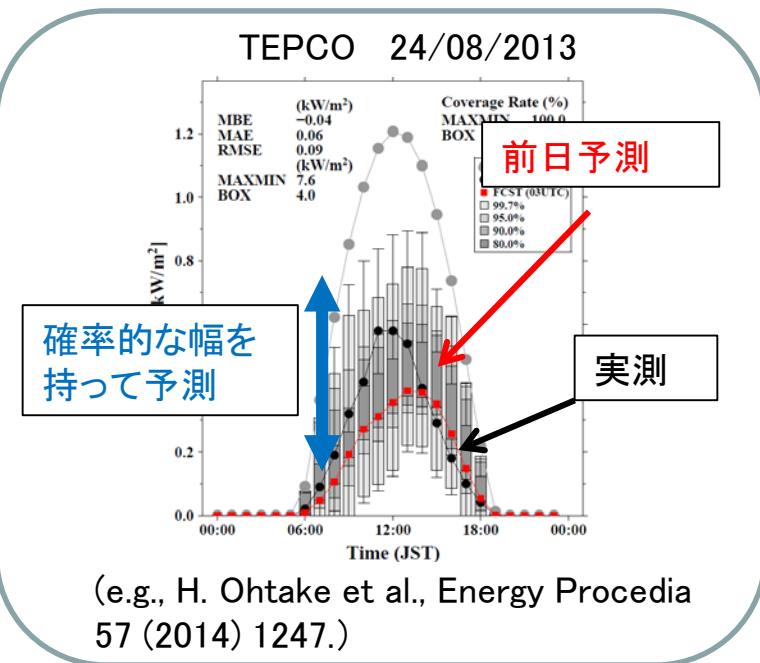 TEPCO 24/08/2013
(kW/m²)
MBE −0.04
MAE 0.06
RMSE 0.09
(kW/m²)
MAXMIN 7.6
BOX 4.0
Coverage Rate (%)
MAXMIN 100.0
BOX
前日予測
FCST (03UTC)
99.7%
95.0%
90.0%
80.0%
1.2
1.0
0.8
0.2
0.0
kW/m²]
確率的な幅を
持って予測
実測
00:00 06:00 12:00 18:00 00:00
Time (JST)
(e.g., H. Ohtake et al., Energy Procedia
57 (2014) 1247.)